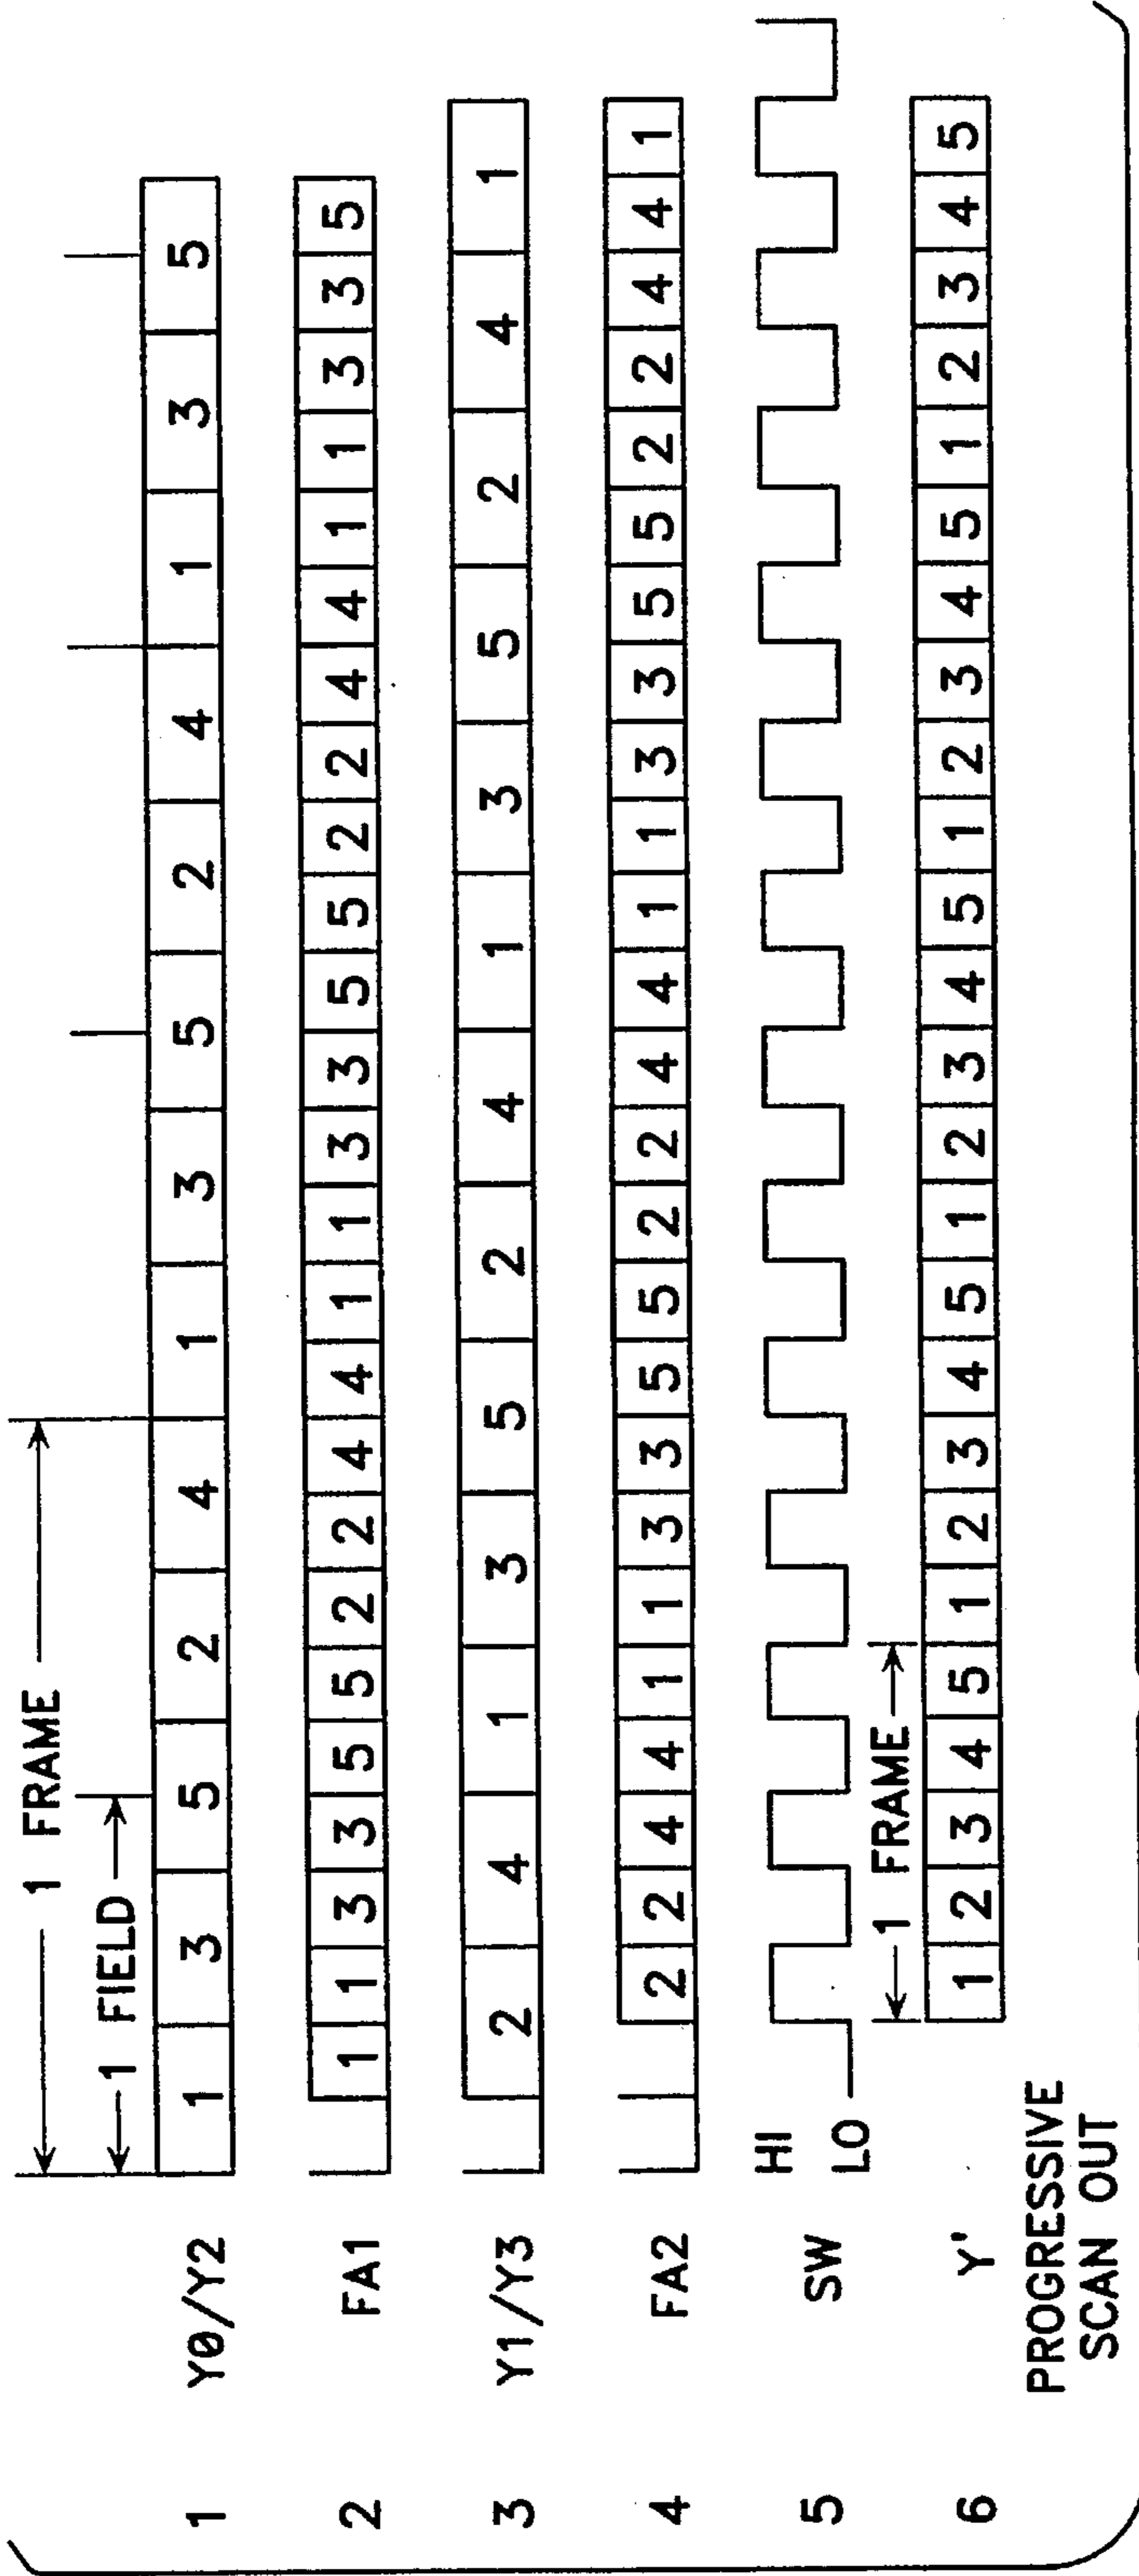 1 FRAME
1 FIELD
1 Y0/Y2 1 3 5 2 4 1 3 5 2 4 1 3 5
2 FA1 1 1 3 3 5 5 2 2 4 4 1 1 3 3 5 5 2 2 4 4 1 1 3 3 5
3 Y1/Y3 2 4 1 3 5 2 4 1 3 5 2 4 1
4 FA2 2 2 4 4 1 1 3 3 5 5 2 2 4 4 1 1 3 3 5 5 2 2 4 4 1
HI
5 SW
LO
1 FRAME
6 Y' 1 2 3 4 5 1 2 3 4 5 1 2 3 4 5 1 2 3 4 5 1 2 3 4 5
PROGRESSIVE
SCAN OUT